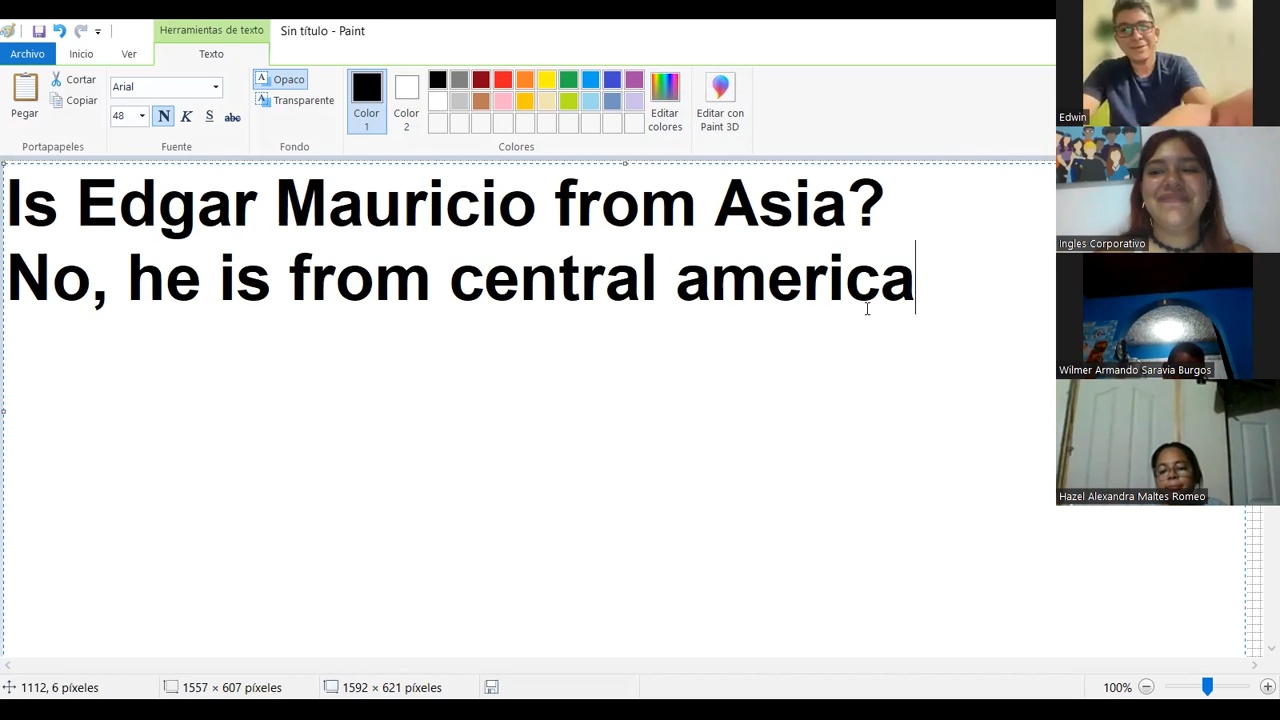 Herramientas de texto
Sin título - Paint
Archivo
Inicio
Ver
Texto
Pegar
Cortar
Copiar
Portapapeles
Arial
48
N K S abc
Fuente
Opaco
Transparente
Fondo
Color 1
Color 2
Colores
Editar colores
Editar con Paint 3D
Is Edgar Mauricio from Asia?
No, he is from central america
Edwin
Ingles Corporativo
Wilmer Armando Saravia Burgos
Hazel Alexandra Maltes Romeo
1112, 6 píxeles
1557 × 607 píxeles
1592 × 621 píxeles
100%